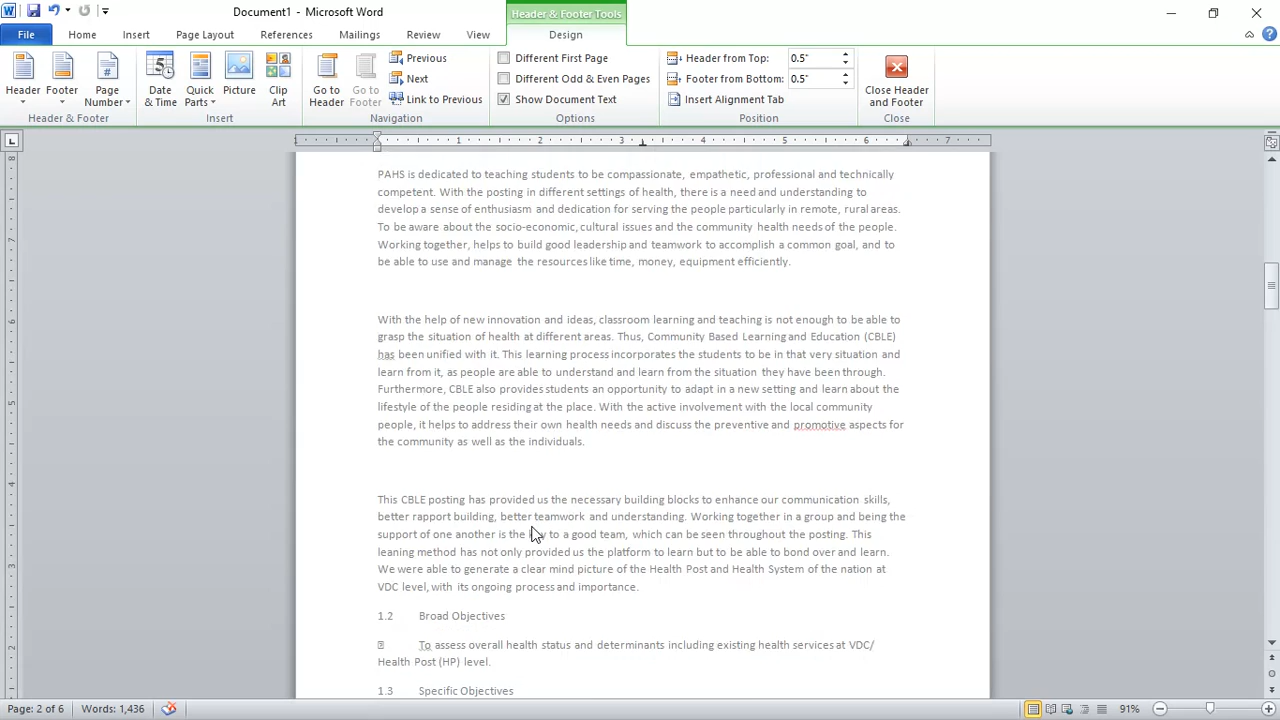 Document1 - Microsoft Word
Header & Footer Tools
File Home Insert Page Layout References Mailings Review View Design
Header Footer Page Number
Date & Time Quick Parts Picture Clip Art
Go to Header Go to Footer Previous Next Link to Previous
Different First Page
Different Odd & Even Pages
Show Document Text
Header from Top: 0.5"
Footer from Bottom: 0.5"
Insert Alignment Tab
Close Header and Footer
Header & Footer Insert Navigation Options Position Close
1 1 2 3 4 5 6 7
PAHS is dedicated to teaching students to be compassionate, empathetic, professional and technically
competent. With the posting in different settings of health, there is a need and understanding to
develop a sense of enthusiasm and dedication for serving the people particularly in remote, rural areas.
To be aware about the socio-economic, cultural issues and the community health needs of the people.
Working together, helps to build good leadership and teamwork to accomplish a common goal, and to
be able to use and manage the resources like time, money, equipment efficiently.
With the help of new innovation and ideas, classroom learning and teaching is not enough to be able to
grasp the situation of health at different areas. Thus, Community Based Learning and Education (CBLE)
has been unified with it. This learning process incorporates the students to be in that very situation and
learn from it, as people are able to understand and learn from the situation they have been through.
Furthermore, CBLE also provides students an opportunity to adapt in a new setting and learn about the
lifestyle of the people residing at the place. With the active involvement with the local community
people, it helps to address their own health needs and discuss the preventive and promotive aspects for
the community as well as the individuals.
This CBLE posting has provided us the necessary building blocks to enhance our communication skills,
better rapport building, better teamwork and understanding. Working together in a group and being the
support of one another is the key to a good team, which can be seen throughout the posting. This
leaning method has not only provided us the platform to learn but to be able to bond over and learn.
We were able to generate a clear mind picture of the Health Post and Health System of the nation at
VDC level, with its ongoing process and importance.
1.2 Broad Objectives
To assess overall health status and determinants including existing health services at VDC/
Health Post (HP) level.
1.3 Specific Objectives
Page: 2 of 6 Words: 1,436 91%